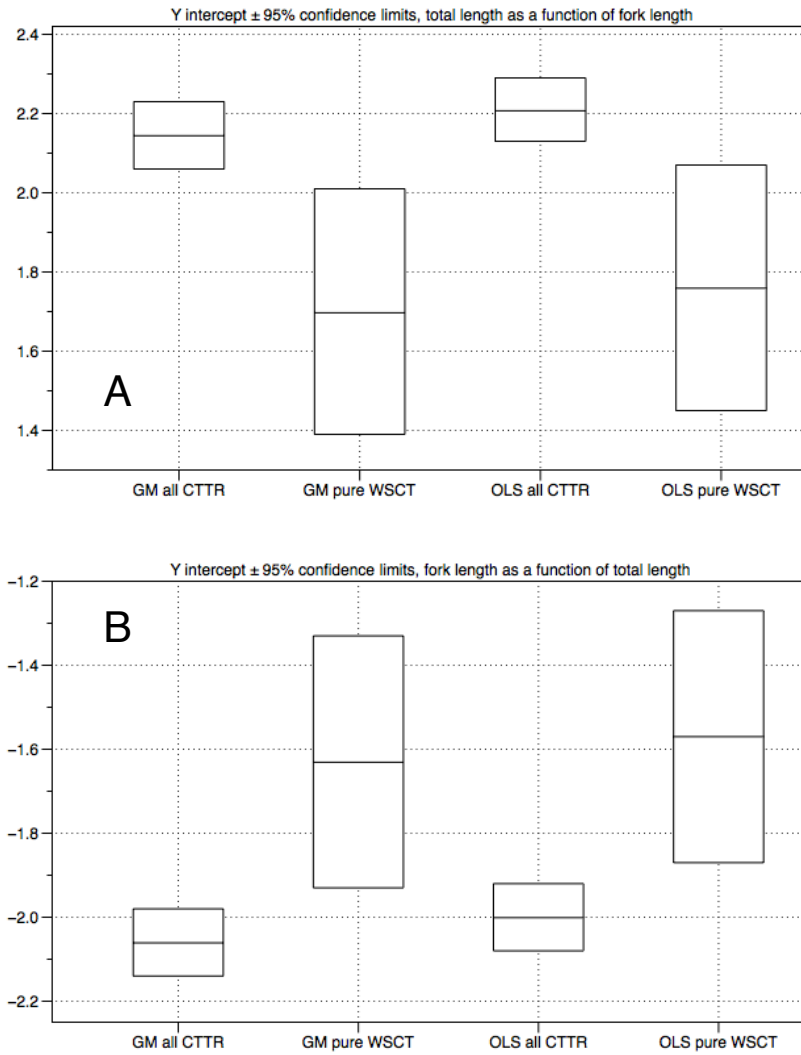 Y intercept ± 95% confidence limits, total length as a function of fork length
2.4
2.2
2.0
1.8
1.6
1.4
A
GM all CTTR GM pure WSCT OLS all CTTR OLS pure WSCT
Y intercept ± 95% confidence limits, fork length as a function of total length
−1.2
B
−1.4
−1.6
−1.8
−2.0
−2.2
GM all CTTR GM pure WSCT OLS all CTTR OLS pure WSCT